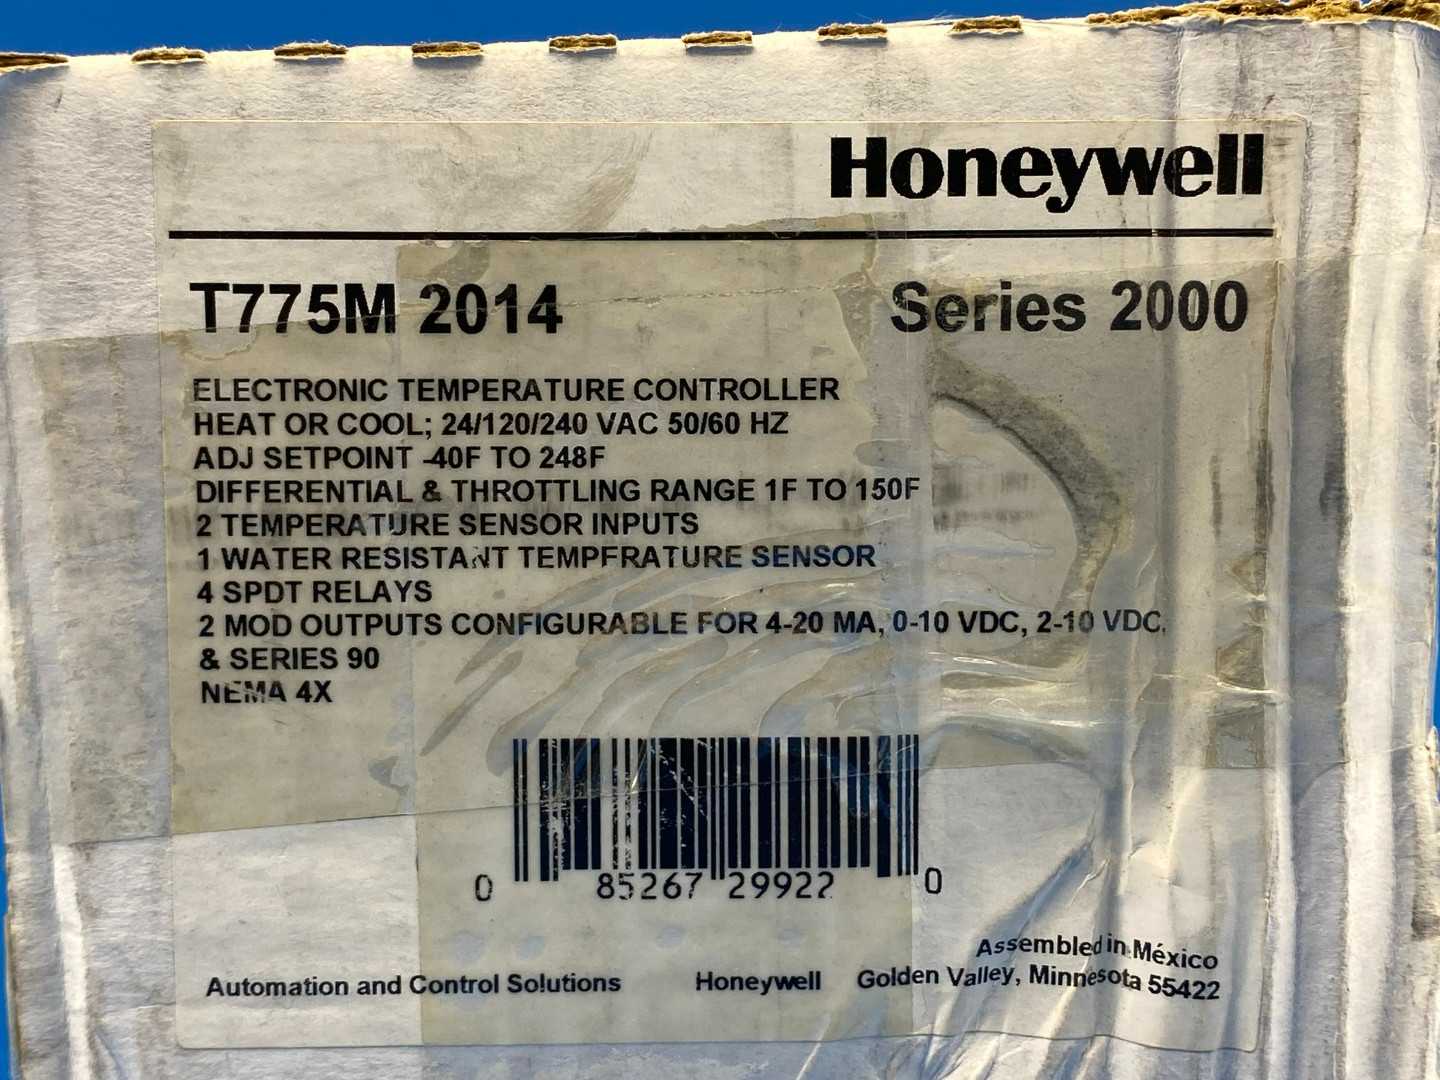 Honeywell
T775M 2014 Series 2000
ELECTRONIC TEMPERATURE CONTROLLER
HEAT OR COOL; 24/120/240 VAC 50/60 HZ
ADJ SETPOINT -40F TO 248F
DIFFERENTIAL & THROTTLING RANGE 1F TO 150F
2 TEMPERATURE SENSOR INPUTS
1 WATER RESISTANT TEMPERATURE SENSOR
4 SPDT RELAYS
2 MOD OUTPUTS CONFIGURABLE FOR 4-20 MA, 0-10 VDC, 2-10 VDC,
& SERIES 90
NEMA 4X
0 85267 29922 0
Assembled in México
Automation and Control Solutions Honeywell Golden Valley, Minnesota 55422